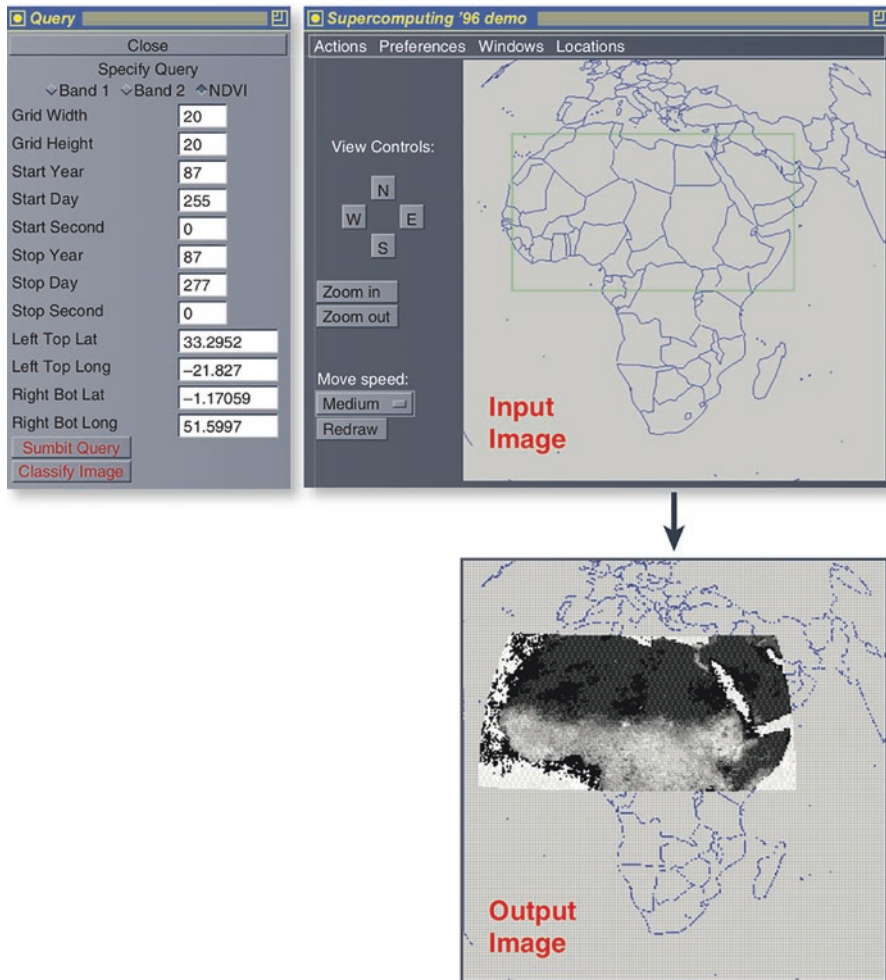 Query
Close
Specify Query
Band 1 Band 2 NDVI
Grid Width 20
Grid Height 20
Start Year 87
Start Day 255
Start Second 0
Stop Year 87
Stop Day 277
Stop Second 0
Left Top Lat 33.2952
Left Top Long –21.827
Right Bot Lat –1.17059
Right Bot Long 51.5997
Sumbit Query
Classify Image
Supercomputing '96 demo
Actions Preferences Windows Locations
View Controls:
N
W E
S
Zoom in
Zoom out
Move speed:
Medium
Redraw
Input
Image
Output
Image